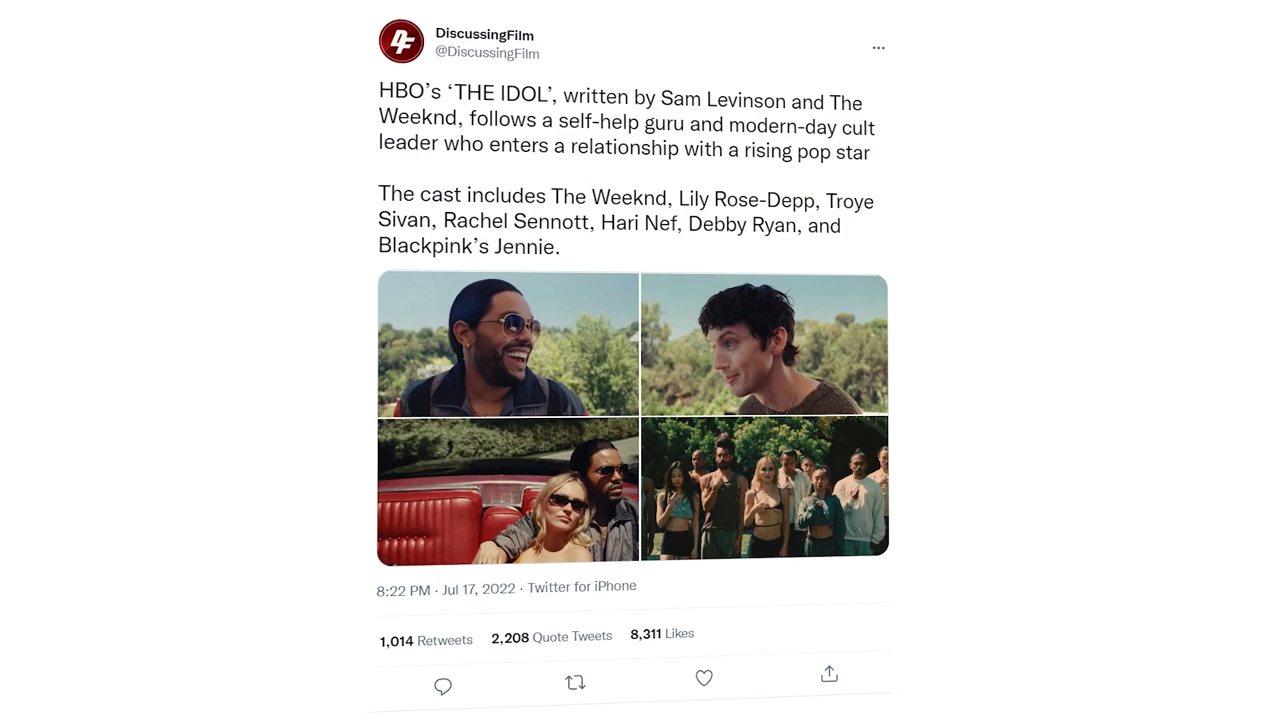 DiscussingFilm
@DiscussingFilm
HBO's ‘THE IDOL’, written by Sam Levinson and The
Weeknd, follows a self-help guru and modern-day cult
leader who enters a relationship with a rising pop star
The cast includes The Weeknd, Lily Rose-Depp, Troye
Sivan, Rachel Sennott, Hari Nef, Debby Ryan, and
Blackpink's Jennie.
8:22 PM · Jul 17, 2022 · Twitter for iPhone
1,014 Retweets 2,208 Quote Tweets 8,311 Likes